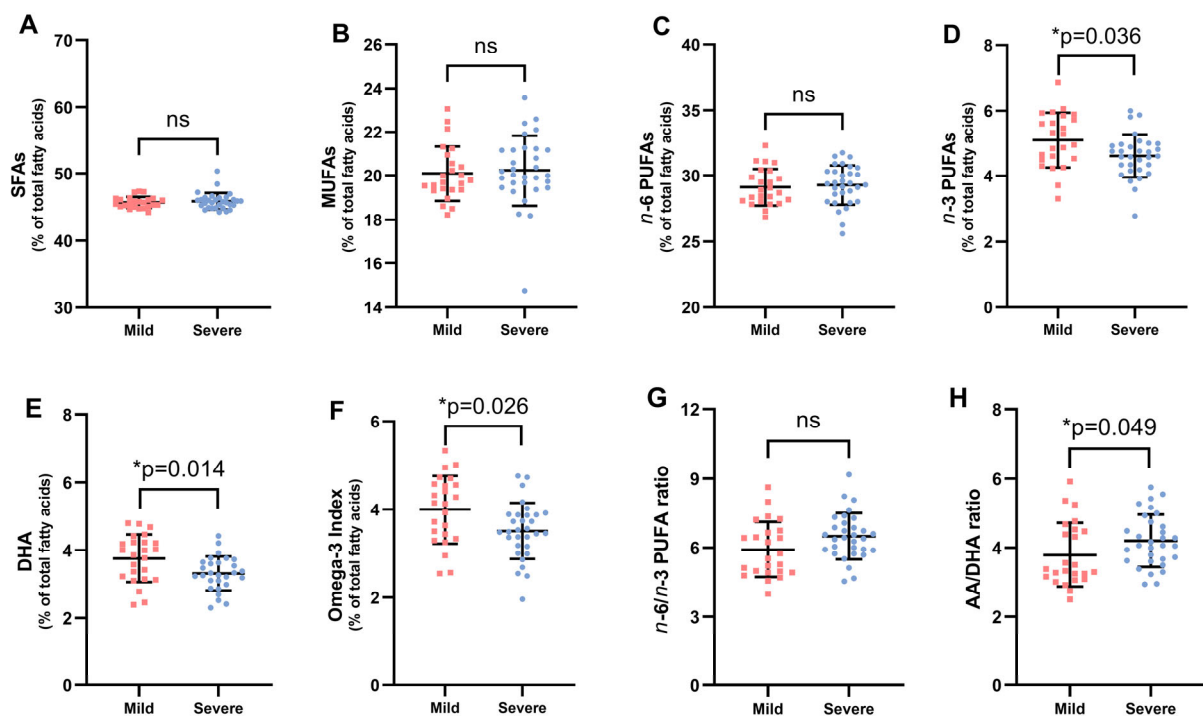 A
SFAs
(% of total fatty acids)
70
60
50
40
30
ns
Mild Severe
B
MUFAs
(% of total fatty acids)
26
24
22
20
18
16
14
ns
Mild Severe
C
n-6 PUFAs
(% of total fatty acids)
40
35
30
25
20
ns
Mild Severe
D
n-3 PUFAs
(% of total fatty acids)
8
6
4
2
0
*p=0.036
Mild Severe
E
DHA
(% of total fatty acids)
8
6
4
2
0
*p=0.014
Mild Severe
F
Omega-3 Index
(% of total fatty acids)
6
4
2
0
*p=0.026
Mild Severe
G
n-6/n-3 PUFA ratio
12
9
6
3
0
ns
Mild Severe
H
AA/DHA ratio
8
6
4
2
0
*p=0.049
Mild Severe